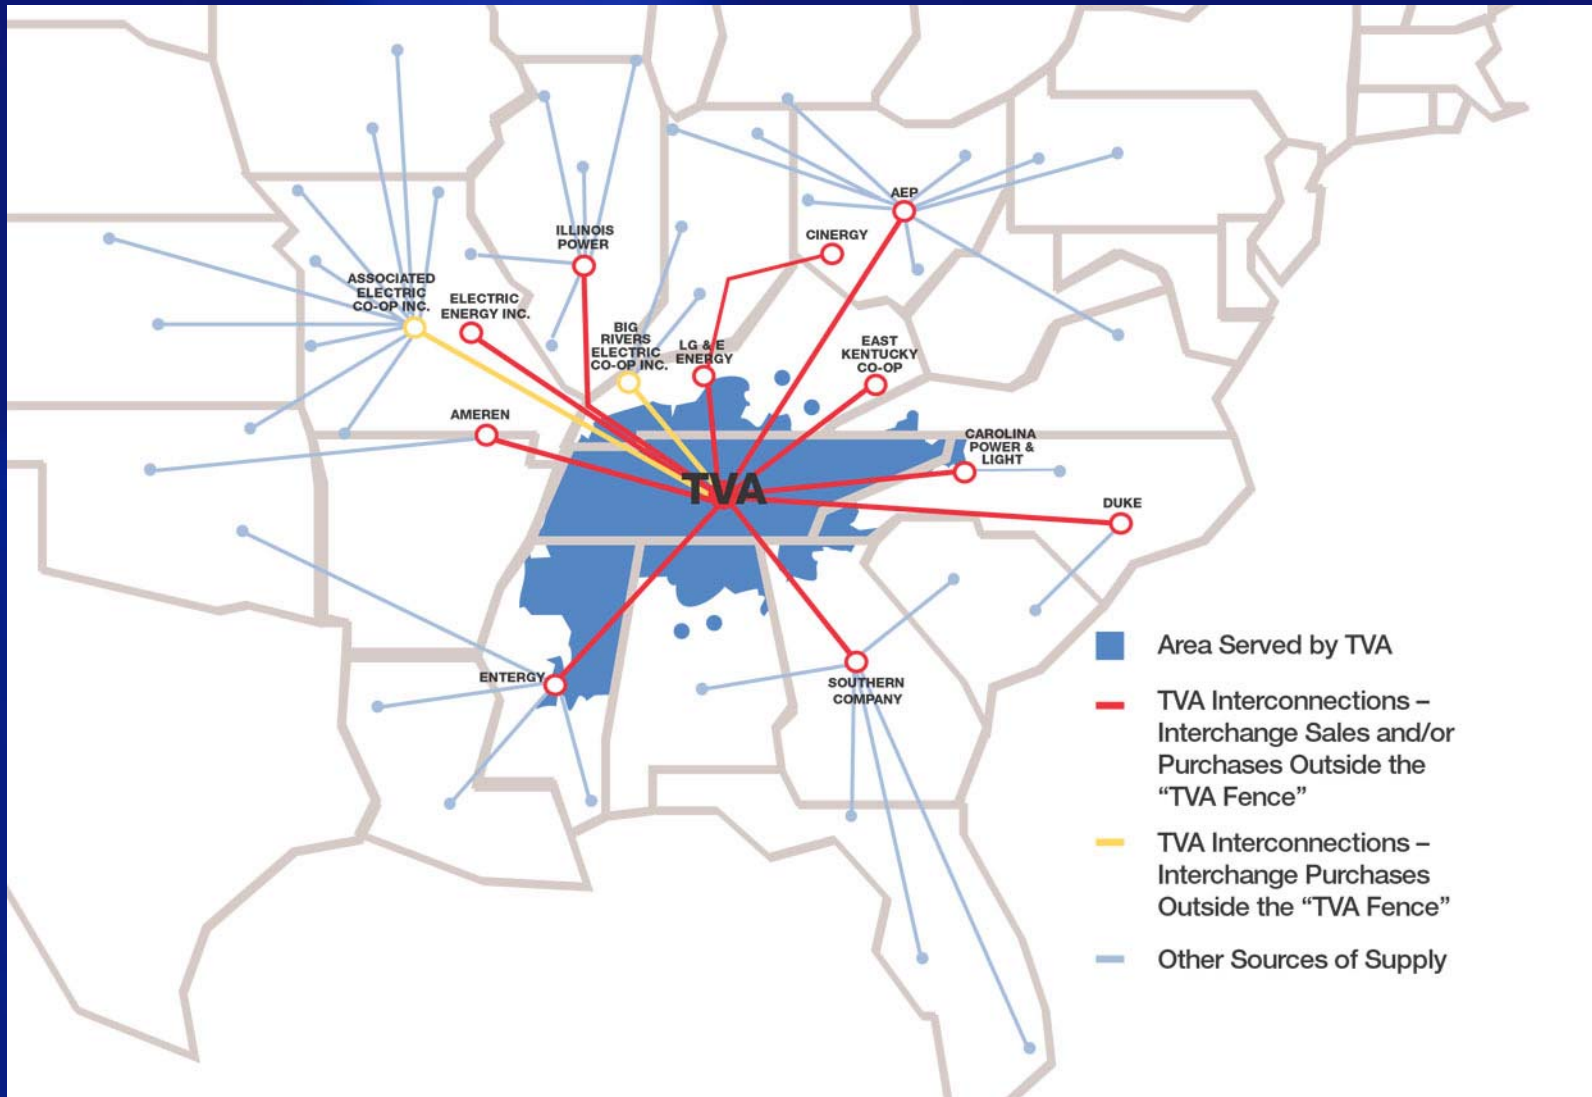 AEP
ILLINOIS
POWER
CINERGY
ASSOCIATED
ELECTRIC
CO-OP INC.
ELECTRIC
ENERGY INC.
BIG
RIVERS
ELECTRIC
CO-OP INC.
LG & E
ENERGY
EAST
KENTUCKY
CO-OP
AMEREN
CAROLINA
POWER &
LIGHT
TVA
DUKE
ENTERGY
SOUTHERN
COMPANY
Area Served by TVA
TVA Interconnections –
Interchange Sales and/or
Purchases Outside the
“TVA Fence”
TVA Interconnections –
Interchange Purchases
Outside the “TVA Fence”
Other Sources of Supply